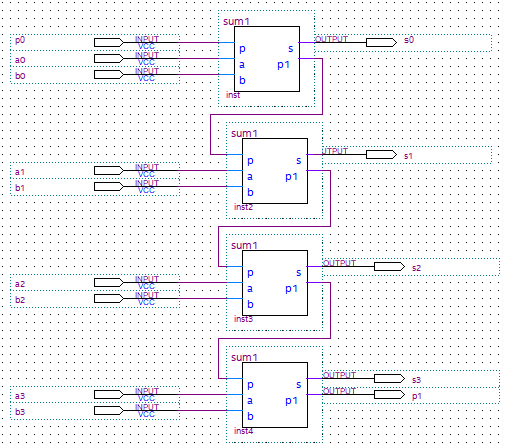 sum1
p0 INPUT VCC p s OUTPUT s0
a0 INPUT VCC a p1
b0 INPUT VCC b
inst
sum1
p s OUTPUT s1
a1 INPUT VCC a p1
b1 INPUT VCC b
inst2
sum1
p s OUTPUT s2
a2 INPUT VCC a p1
b2 INPUT VCC b
inst3
sum1
p s OUTPUT s3
a3 INPUT VCC a p1 OUTPUT p1
b3 INPUT VCC b
inst4